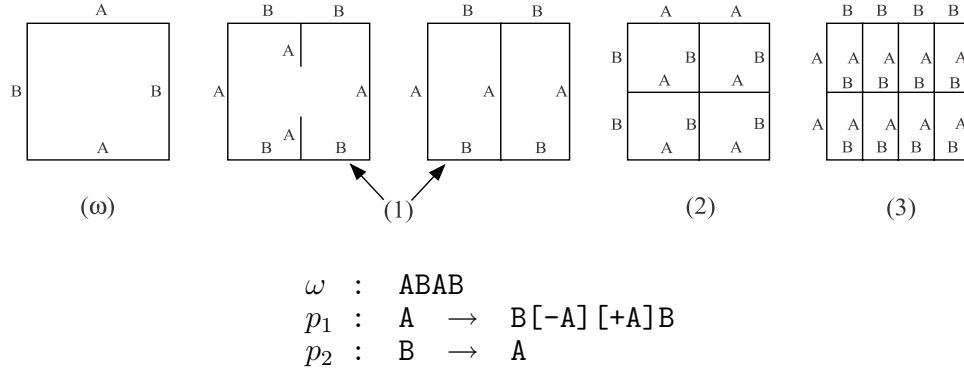 A B B B B A A B B B B
A B B B A A A A A
A A B B B B
B B A A A A A
A B B B A A A A A
A B B B B A A B B B B
(ω) (1) (2) (3)
ω : ABAB
p₁ : A → B[-A][+A]B
p₂ : B → A